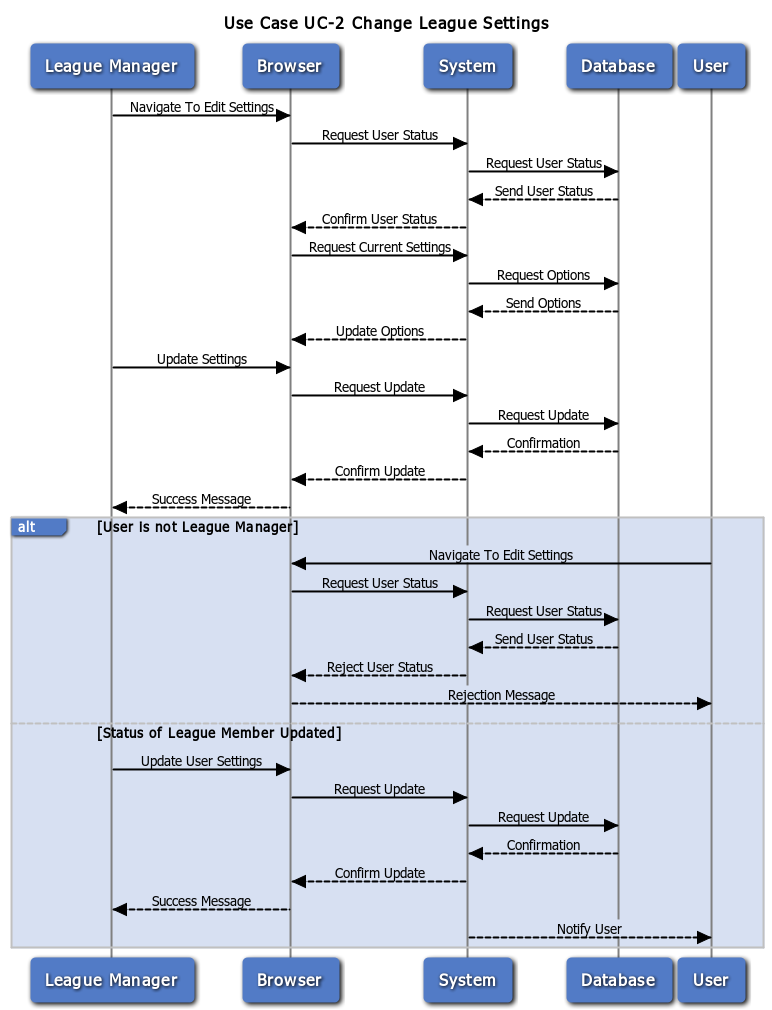 Use Case UC-2 Change League Settings
League Manager Browser System Database User
Navigate To Edit Settings
Request User Status
Request User Status
Send User Status
Confirm User Status
Request Current Settings
Request Options
Send Options
Update Options
Update Settings
Request Update
Request Update
Confirmation
Confirm Update
Success Message
alt [User Is not League Manager]
Navigate To Edit Settings
Request User Status
Request User Status
Send User Status
Reject User Status
Rejection Message
[Status of League Member Updated]
Update User Settings
Request Update
Request Update
Confirmation
Confirm Update
Success Message
Notify User
League Manager Browser System Database User